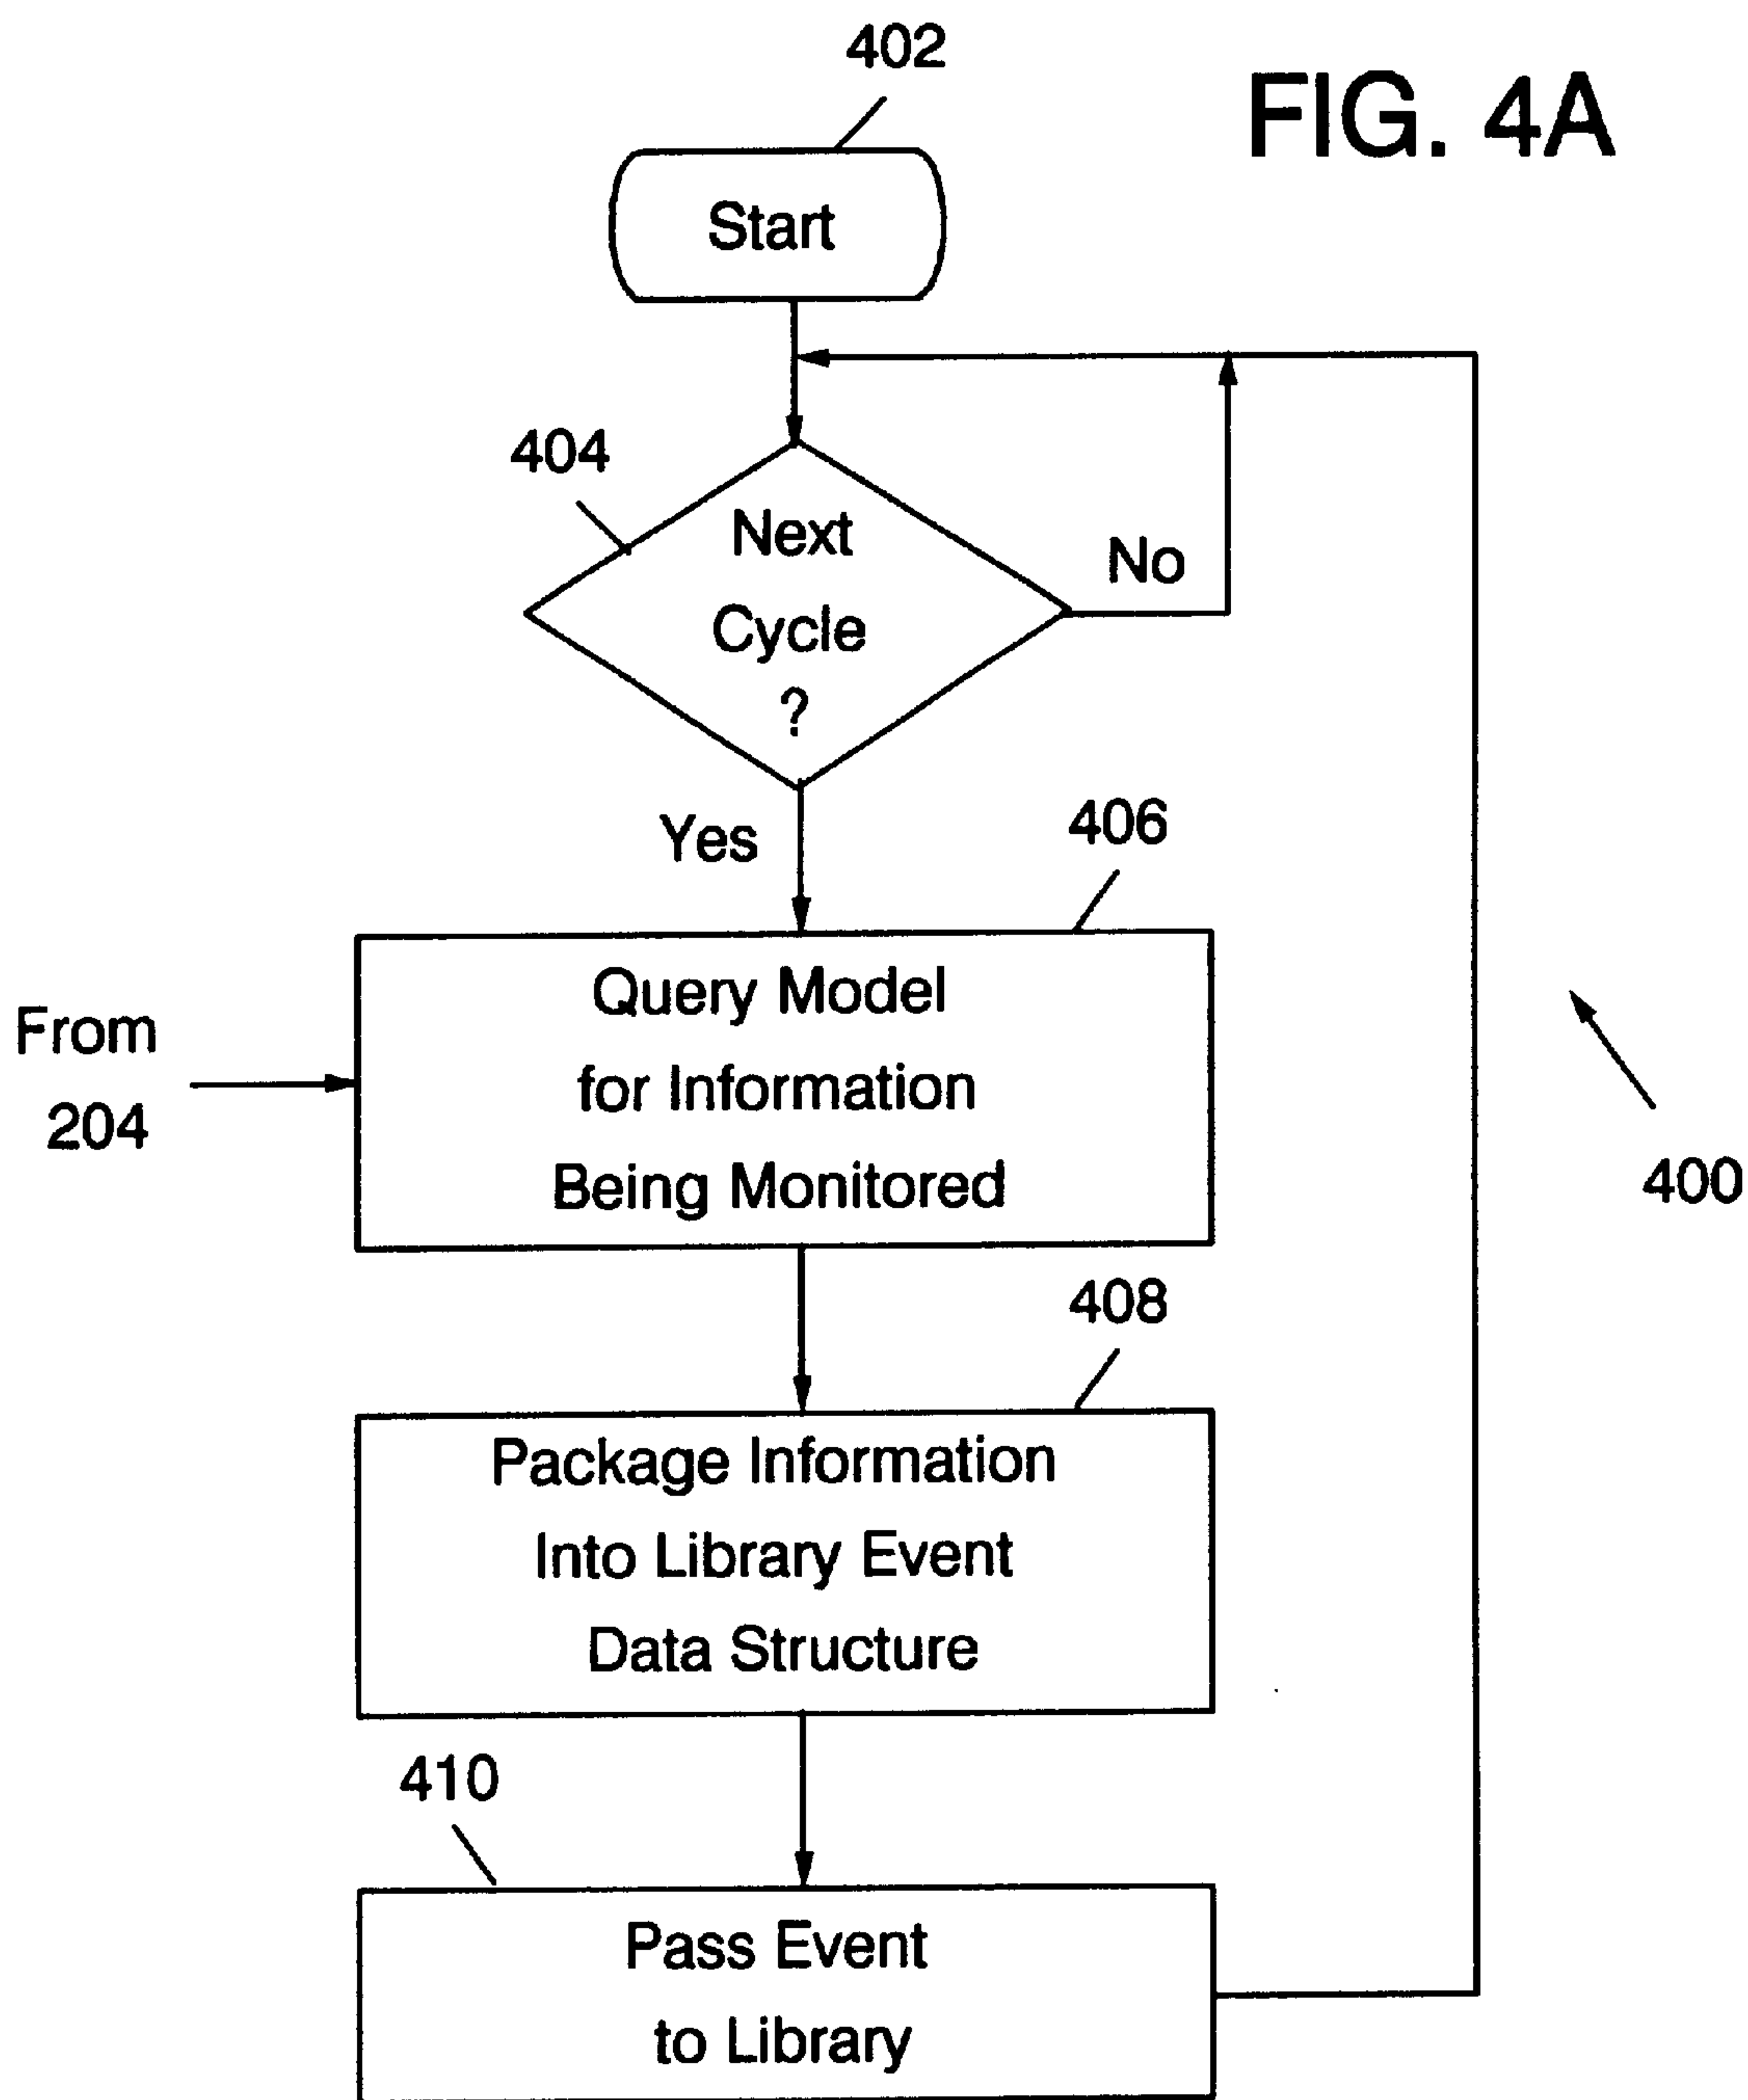 402
FIG. 4A
Start
404
Next
Cycle
?
No
Yes
406
Query Model
for Information
Being Monitored
From
204
400
408
Package Information
Into Library Event
Data Structure
410
Pass Event
to Library